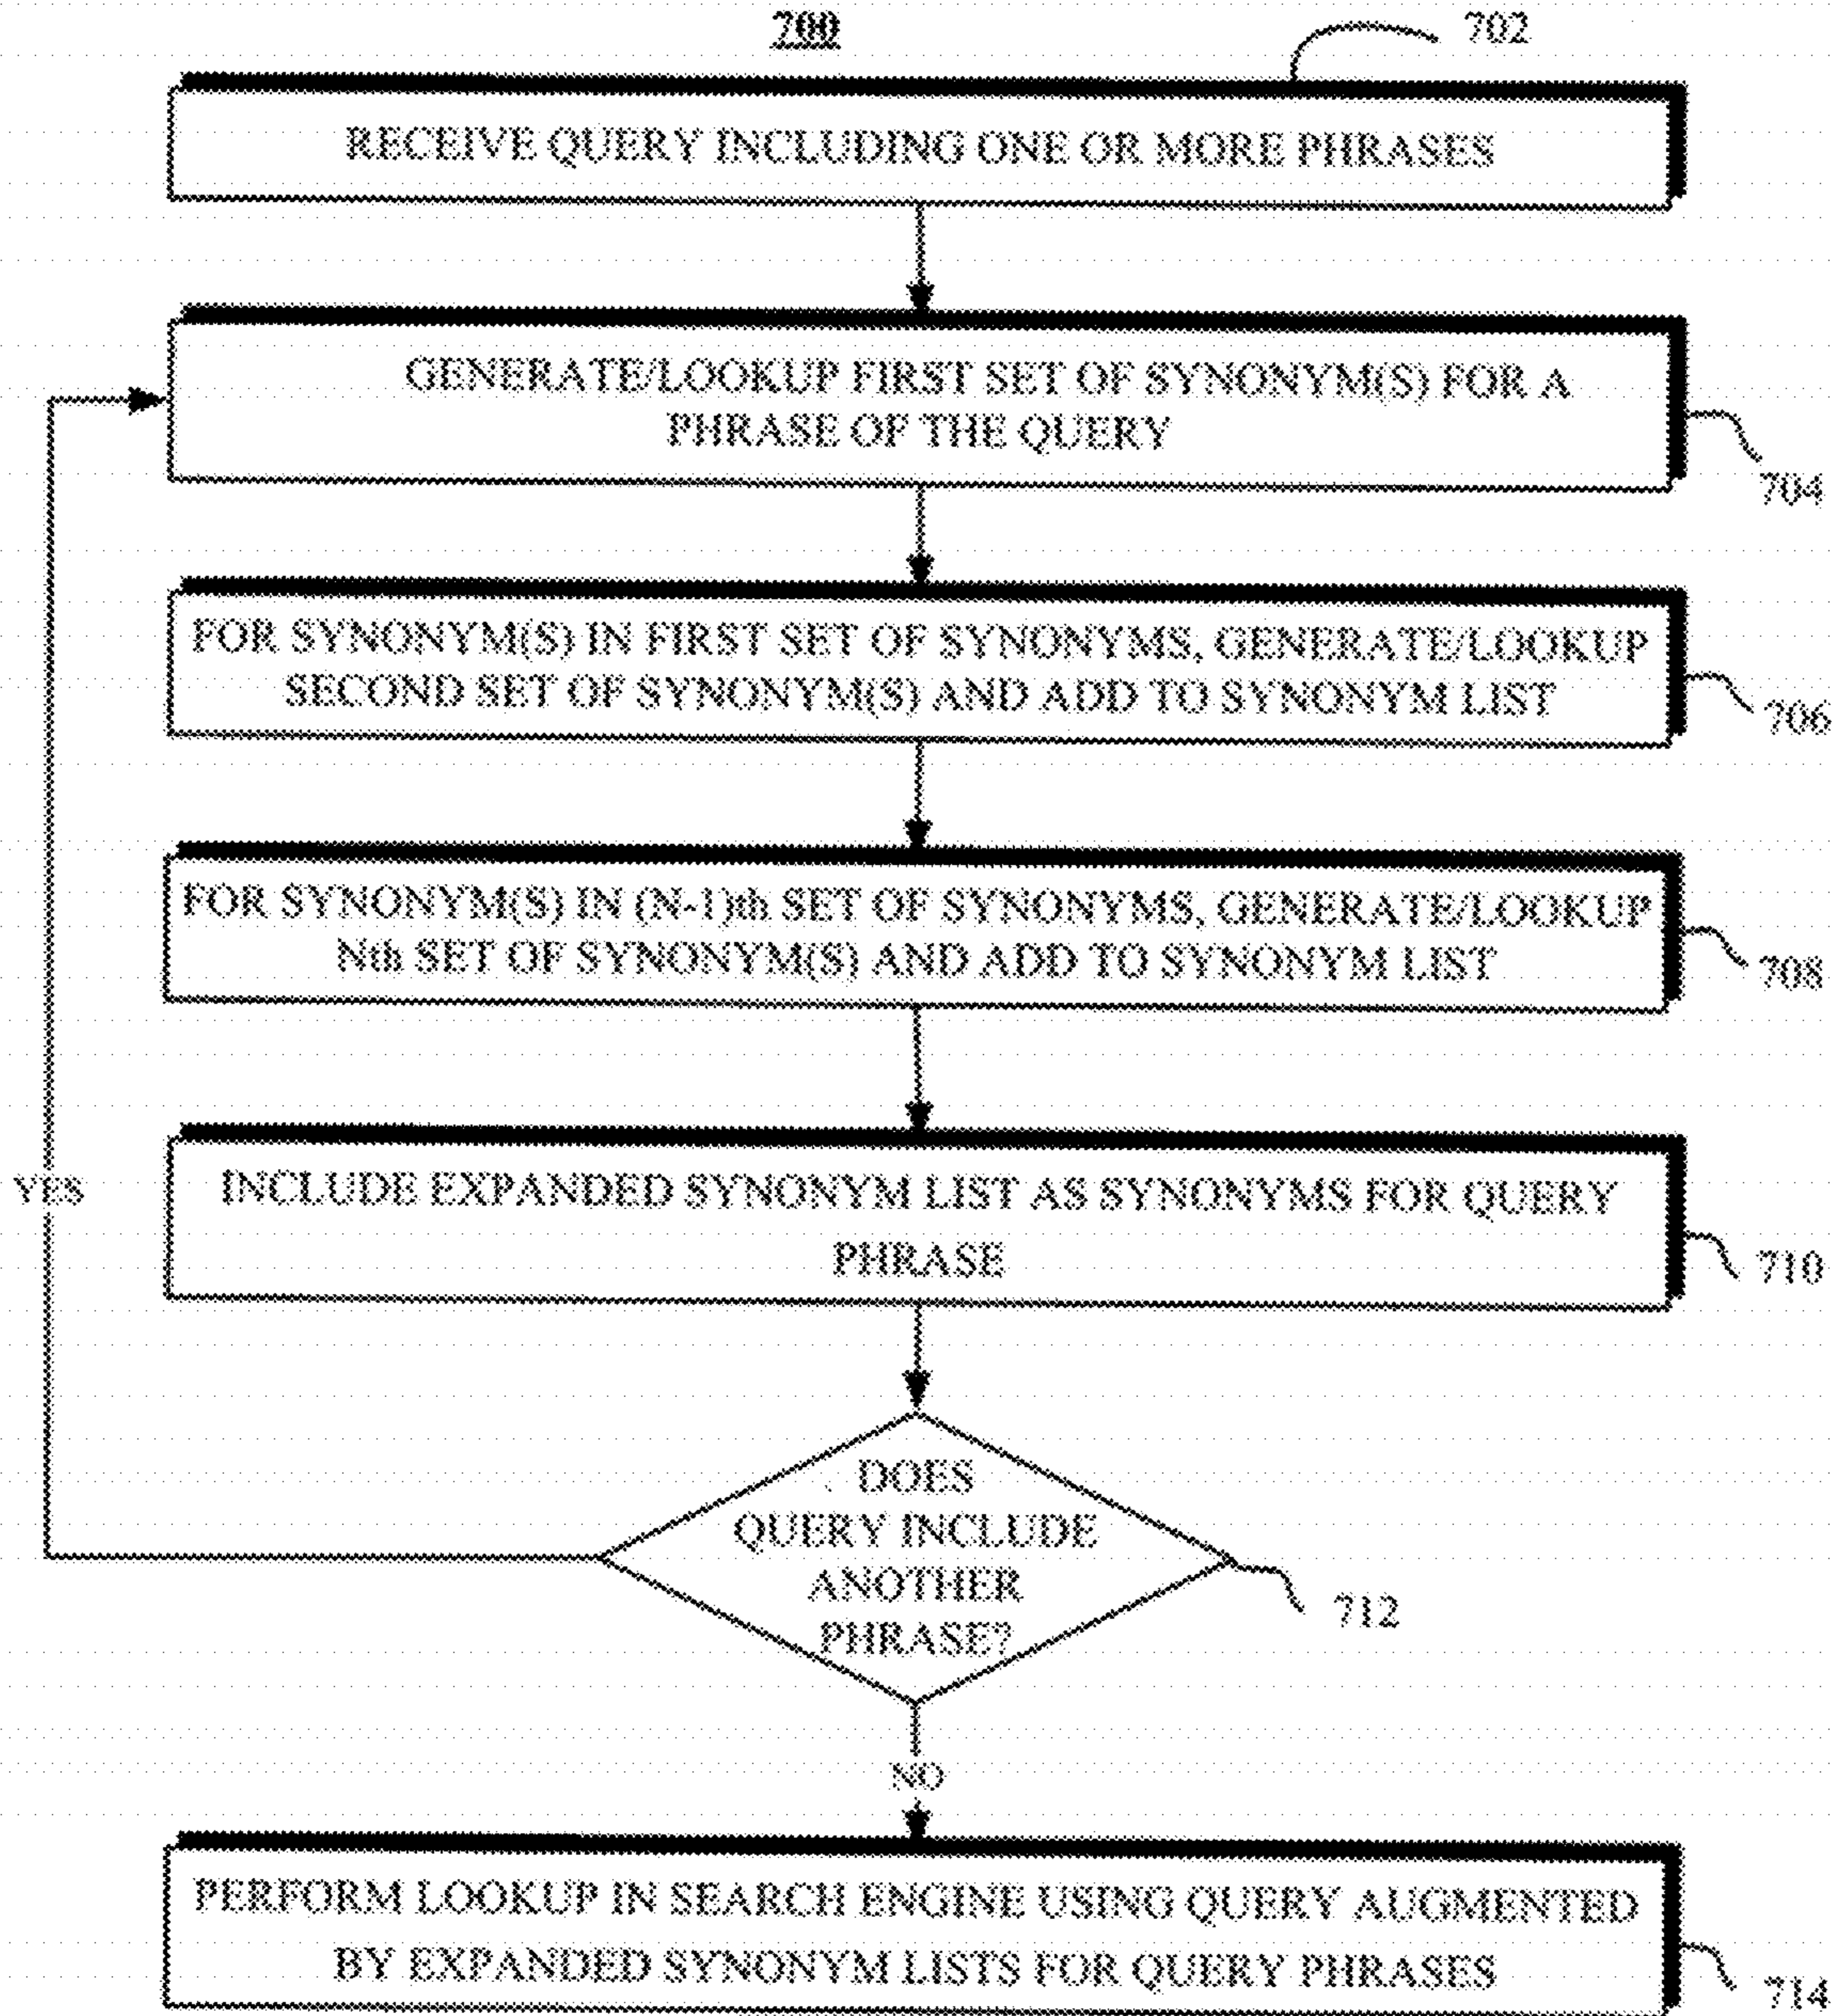 700
702
RECEIVE QUERY INCLUDING ONE OR MORE PHRASES
GENERATE/LOOKUP FIRST SET OF SYNONYM(S) FOR A
PHRASE OF THE QUERY
704
FOR SYNONYM(S) IN FIRST SET OF SYNONYMS, GENERATE/LOOKUP
SECOND SET OF SYNONYM(S) AND ADD TO SYNONYM LIST
706
FOR SYNONYM(S) IN (N-1)th SET OF SYNONYMS, GENERATE/LOOKUP
Nth SET OF SYNONYM(S) AND ADD TO SYNONYM LIST
708
YES
INCLUDE EXPANDED SYNONYM LIST AS SYNONYMS FOR QUERY
PHRASE
710
DOES
QUERY INCLUDE
ANOTHER
PHRASE?
712
NO
PERFORM LOOKUP IN SEARCH ENGINE USING QUERY AUGMENTED
BY EXPANDED SYNONYM LISTS FOR QUERY PHRASES
714